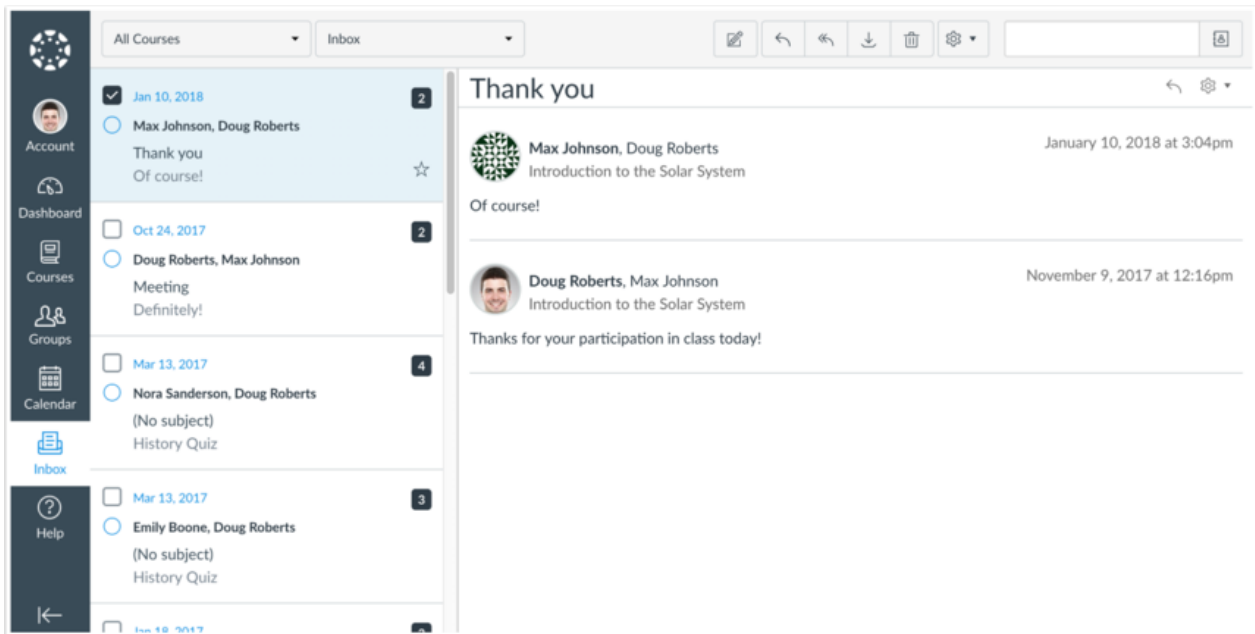 All Courses
Inbox
Account
Dashboard
Courses
Groups
Calendar
Inbox
Help
Jan 10, 2018
2
Max Johnson, Doug Roberts
Thank you
Of course!
Oct 24, 2017
2
Doug Roberts, Max Johnson
Meeting
Definitely!
Mar 13, 2017
4
Nora Sanderson, Doug Roberts
(No subject)
History Quiz
Mar 13, 2017
3
Emily Boone, Doug Roberts
(No subject)
History Quiz
Jan 18, 2017
Thank you
Max Johnson, Doug Roberts
January 10, 2018 at 3:04pm
Introduction to the Solar System
Of course!
Doug Roberts, Max Johnson
November 9, 2017 at 12:16pm
Introduction to the Solar System
Thanks for your participation in class today!